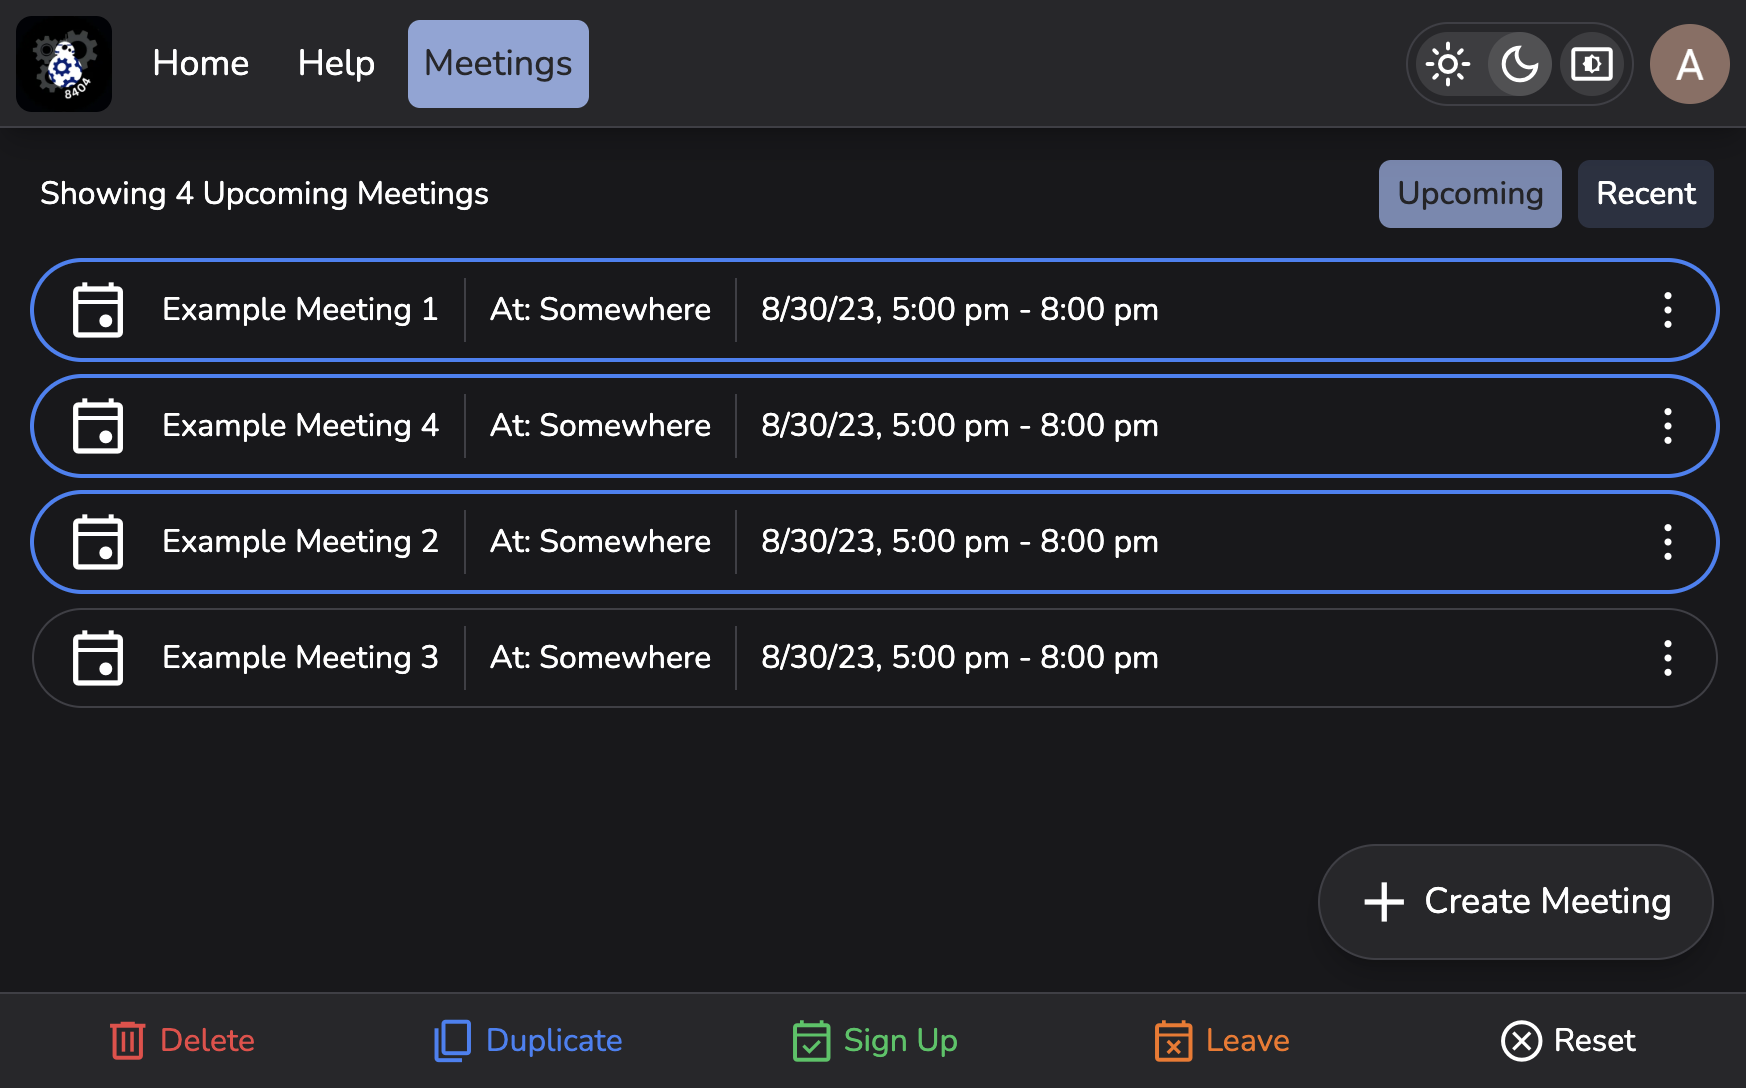 8404
Home Help Meetings
A
Showing 4 Upcoming Meetings
Upcoming Recent
Example Meeting 1 At: Somewhere 8/30/23, 5:00 pm - 8:00 pm
Example Meeting 4 At: Somewhere 8/30/23, 5:00 pm - 8:00 pm
Example Meeting 2 At: Somewhere 8/30/23, 5:00 pm - 8:00 pm
Example Meeting 3 At: Somewhere 8/30/23, 5:00 pm - 8:00 pm
Create Meeting
Delete Duplicate Sign Up Leave Reset